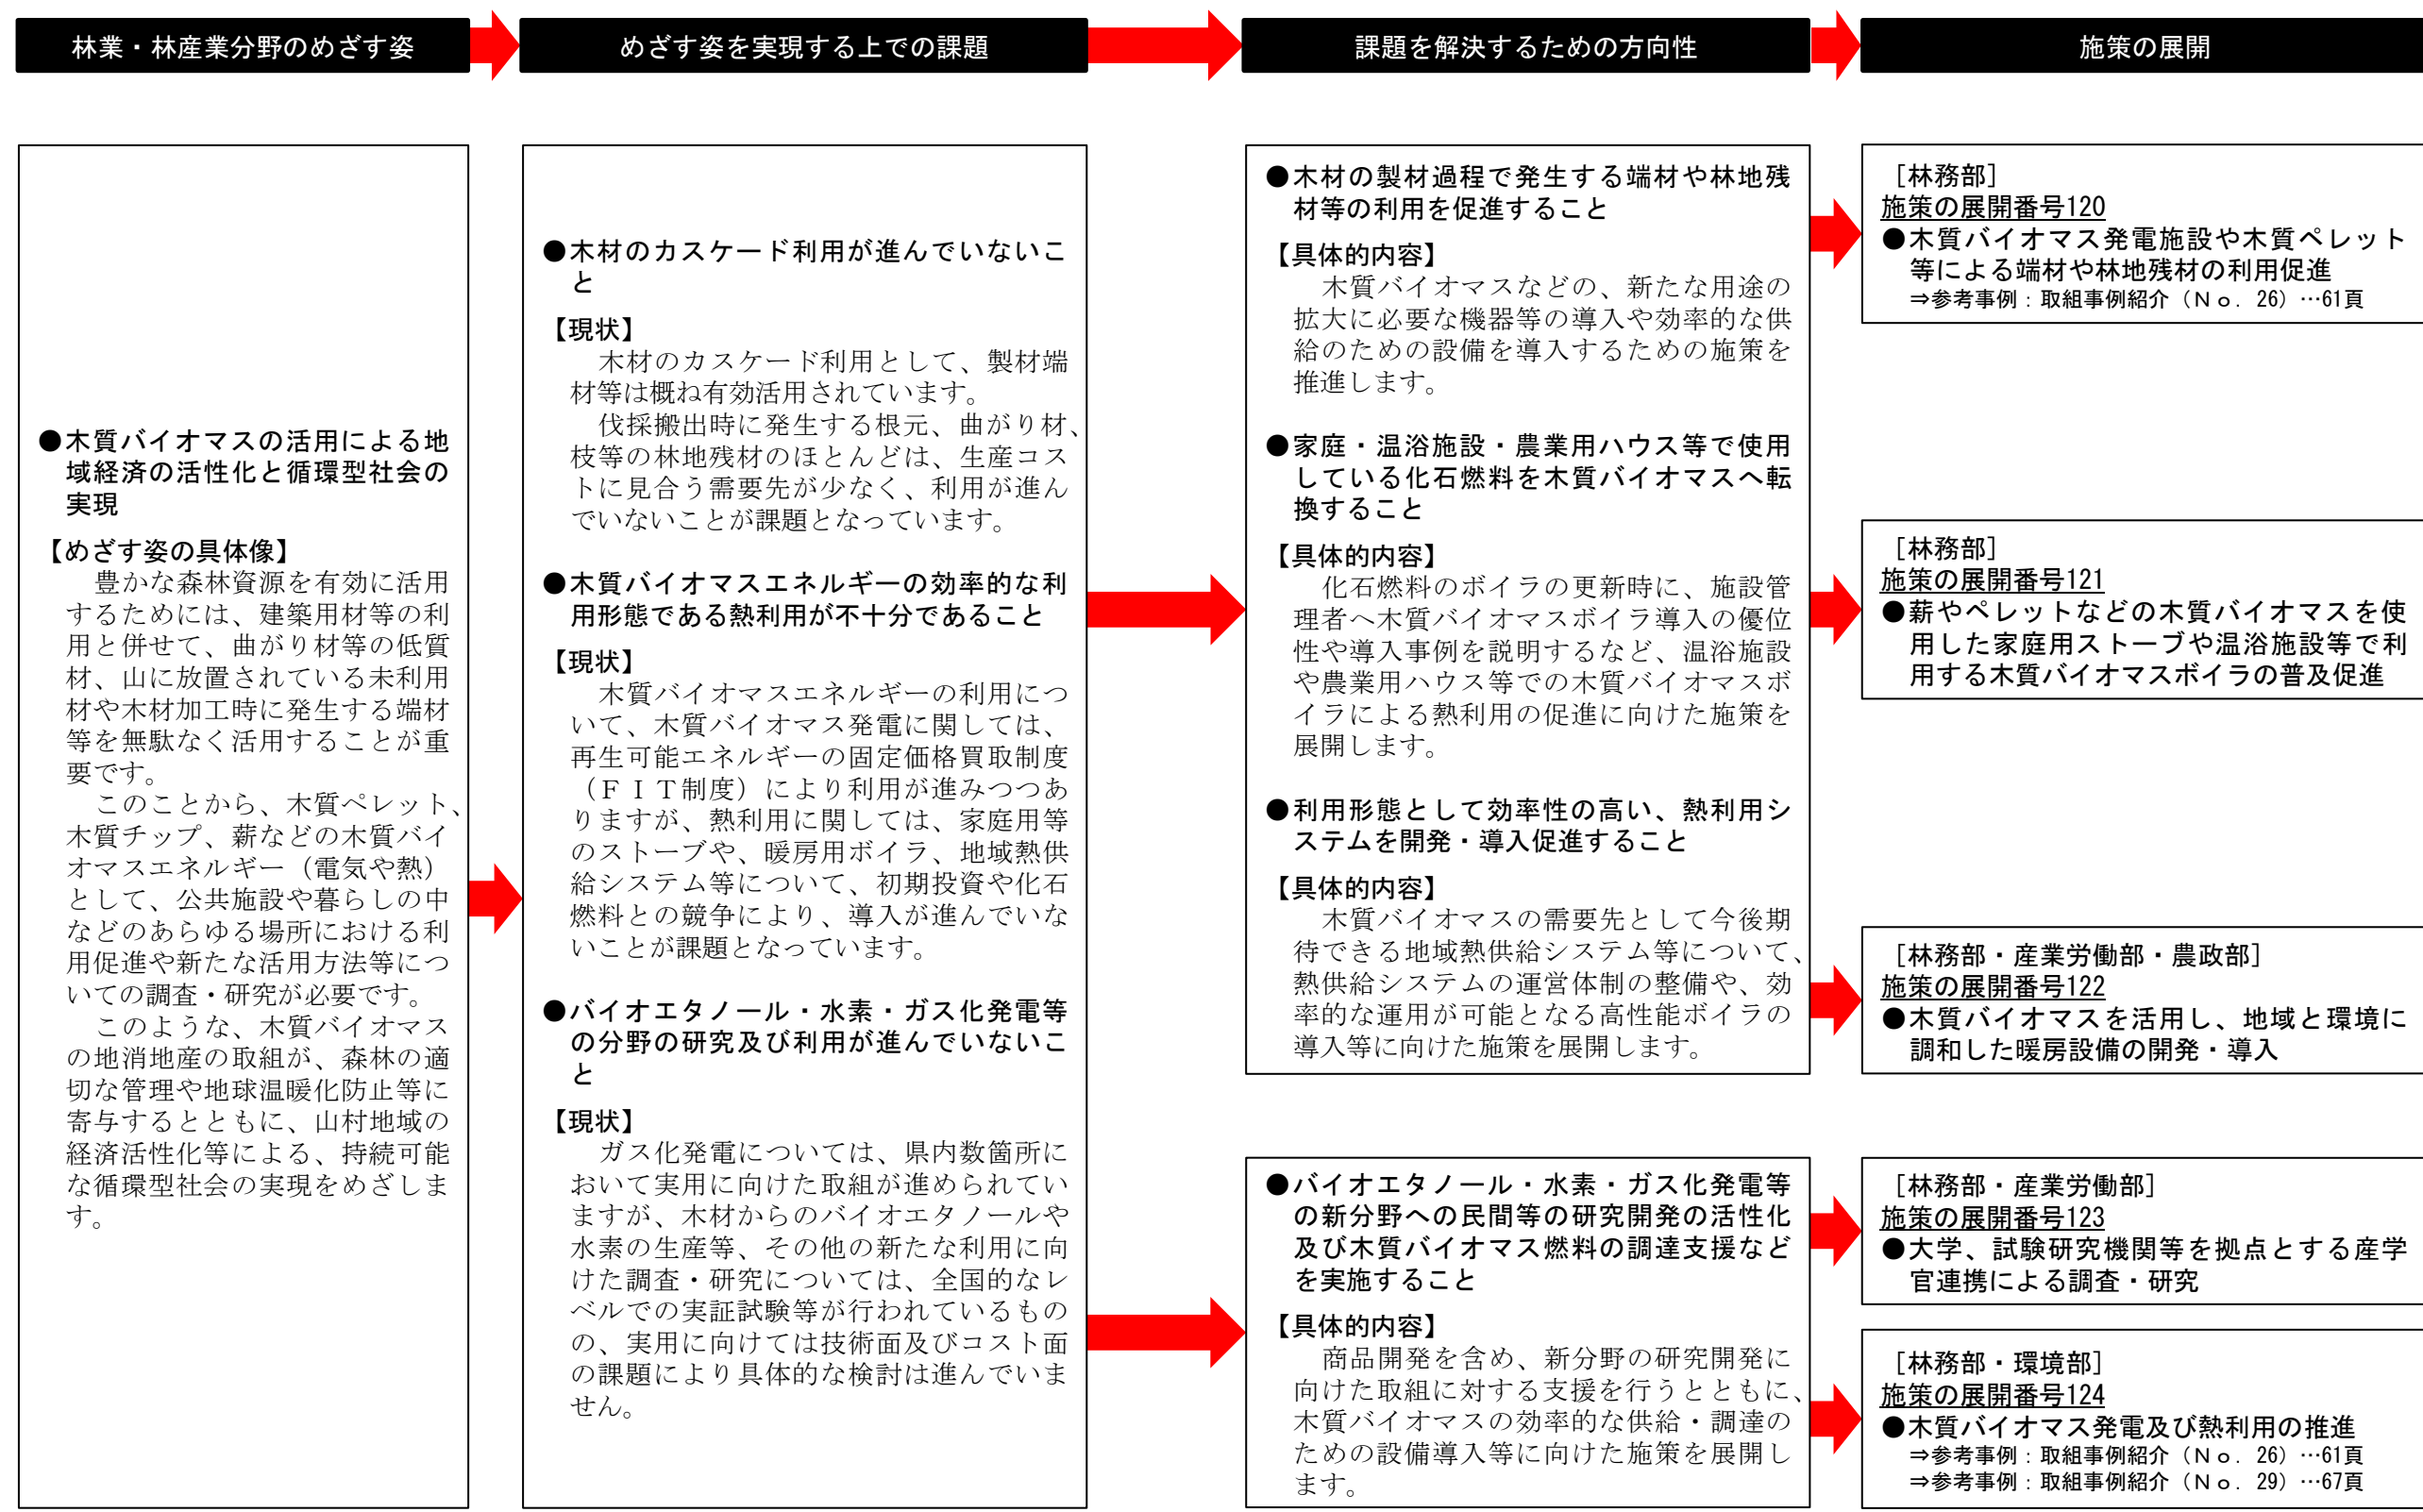 林業・林産業分野のめざす姿
めざす姿を実現する上での課題
課題を解決するための方向性
施策の展開
●木質バイオマスの活用による地
域経済の活性化と循環型社会の
実現
【めざす姿の具体像】
豊かな森林資源を有効に活用
するためには、建築用材等の利
用と併せて、曲がり材等の低質
材、山に放置されている未利用
材や木材加工時に発生する端材
等を無駄なく活用することが重
要です。
このことから、木質ペレット、
木質チップ、薪などの木質バイ
オマスエネルギー（電気や熱）
として、公共施設や暮らしの中
などのあらゆる場所における利
用促進や新たな活用方法等につ
いての調査・研究が必要です。
このような、木質バイオマス
の地消地産の取組が、森林の適
切な管理や地球温暖化防止等に
寄与するとともに、山村地域の
経済活性化等による、持続可能
な循環型社会の実現をめざしま
す。
●木材のカスケード利用が進んでいないこ
と
【現状】
木材のカスケード利用として、製材端
材等は概ね有効活用されています。
伐採搬出時に発生する根元、曲がり材、
枝等の林地残材のほとんどは、生産コス
トに見合う需要先が少なく、利用が進ん
でいないことが課題となっています。
●木質バイオマスエネルギーの効率的な利
用形態である熱利用が不十分であること
【現状】
木質バイオマスエネルギーの利用につ
いて、木質バイオマス発電に関しては、
再生可能エネルギーの固定価格買取制度
（ＦＩＴ制度）により利用が進みつつあ
りますが、熱利用に関しては、家庭用等
のストーブや、暖房用ボイラ、地域熱供
給システム等について、初期投資や化石
燃料との競争により、導入が進んでいな
いことが課題となっています。
●バイオエタノール・水素・ガス化発電等
の分野の研究及び利用が進んでいないこ
と
【現状】
ガス化発電については、県内数箇所に
おいて実用に向けた取組が進められてい
ますが、木材からのバイオエタノールや
水素の生産等、その他の新たな利用に向
けた調査・研究については、全国的なレ
ベルでの実証試験等が行われているもの
の、実用に向けては技術面及びコスト面
の課題により具体的な検討は進んでいま
せん。
●木材の製材過程で発生する端材や林地残
材等の利用を促進すること
【具体的内容】
木質バイオマスなどの、新たな用途の
拡大に必要な機器等の導入や効率的な供
給のための設備を導入するための施策を
推進します。
●家庭・温浴施設・農業用ハウス等で使用
している化石燃料を木質バイオマスへ転
換すること
【具体的内容】
化石燃料のボイラの更新時に、施設管
理者へ木質バイオマスボイラ導入の優位
性や導入事例を説明するなど、温浴施設
や農業用ハウス等での木質バイオマスボ
イラによる熱利用の促進に向けた施策を
展開します。
●利用形態として効率性の高い、熱利用シ
ステムを開発・導入促進すること
【具体的内容】
木質バイオマスの需要先として今後期
待できる地域熱供給システム等について、
熱供給システムの運営体制の整備や、効
率的な運用が可能となる高性能ボイラの
導入等に向けた施策を展開します。
●バイオエタノール・水素・ガス化発電等
の新分野への民間等の研究開発の活性化
及び木質バイオマス燃料の調達支援など
を実施すること
【具体的内容】
商品開発を含め、新分野の研究開発に
向けた取組に対する支援を行うとともに、
木質バイオマスの効率的な供給・調達の
ための設備導入等に向けた施策を展開し
ます。
［林務部］
施策の展開番号120
●木質バイオマス発電施設や木質ペレット
等による端材や林地残材の利用促進
⇒参考事例：取組事例紹介（Ｎｏ．26）…61頁
［林務部］
施策の展開番号121
●薪やペレットなどの木質バイオマスを使
用した家庭用ストーブや温浴施設等で利
用する木質バイオマスボイラの普及促進
［林務部・産業労働部・農政部］
施策の展開番号122
●木質バイオマスを活用し、地域と環境に
調和した暖房設備の開発・導入
［林務部・産業労働部］
施策の展開番号123
●大学、試験研究機関等を拠点とする産学
官連携による調査・研究
［林務部・環境部］
施策の展開番号124
●木質バイオマス発電及び熱利用の推進
⇒参考事例：取組事例紹介（Ｎｏ．26）…61頁
⇒参考事例：取組事例紹介（Ｎｏ．29）…67頁